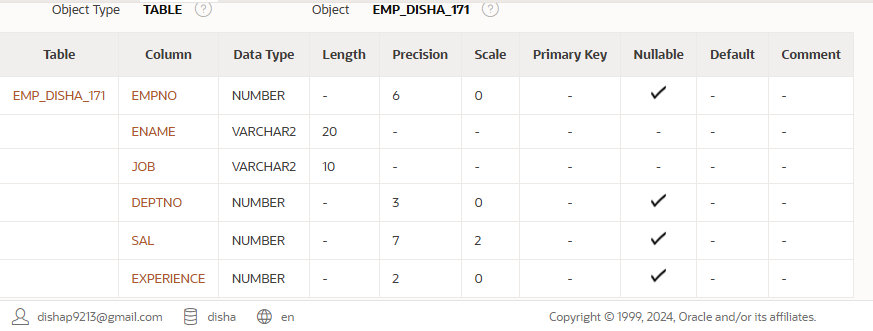 Object Type TABLE ? Object EMP_DISHA_171 ?
Table Column Data Type Length Precision Scale Primary Key Nullable Default Comment
EMP_DISHA_171 EMPNO NUMBER - 6 0 - ✓ - -
ENAME VARCHAR2 20 - - - - - -
JOB VARCHAR2 10 - - - - - -
DEPTNO NUMBER - 3 0 - ✓ - -
SAL NUMBER - 7 2 - ✓ - -
EXPERIENCE NUMBER - 2 0 - ✓ - -
dishap9213@gmail.com disha en Copyright © 1999, 2024, Oracle and/or its affiliates.